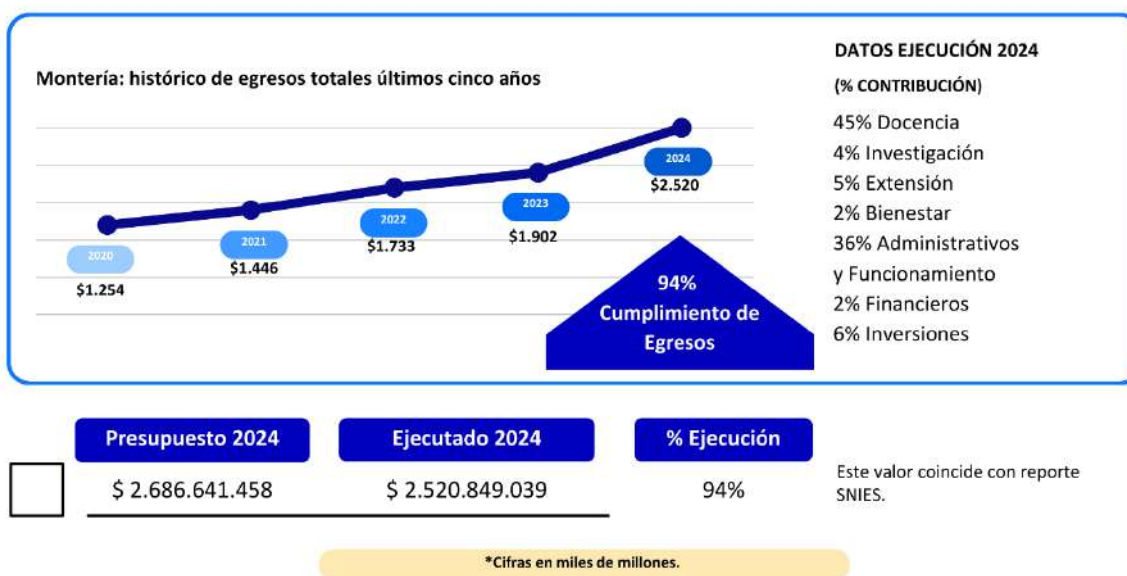 Montería: histórico de egresos totales últimos cinco años
2020
$1.254
2021
$1.446
2022
$1.733
2023
$1.902
2024
$2.520
94%
Cumplimiento de
Egresos
DATOS EJECUCIÓN 2024
(% CONTRIBUCIÓN)
45% Docencia
4% Investigación
5% Extensión
2% Bienestar
36% Administrativos
y Funcionamiento
2% Financieros
6% Inversiones
Presupuesto 2024
Ejecutado 2024
% Ejecución
$ 2.686.641.458
$ 2.520.849.039
94%
Este valor coincide con reporte
SNIES.
*Cifras en miles de millones.